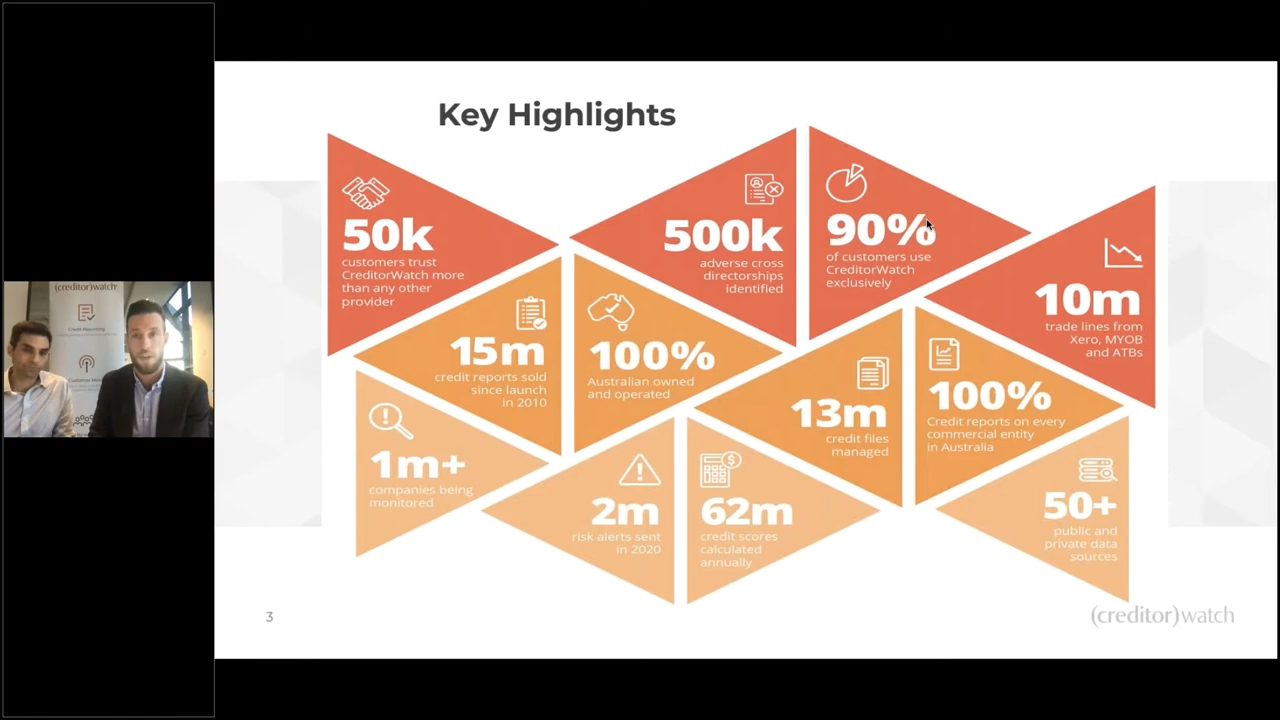 Key Highlights
50k
customers trust
CreditorWatch more
than any other
provider
500k
adverse cross
directorships
identified
90%
of customers use
CreditorWatch
exclusively
10m
trade lines from
Xero, MYOB
and ATBs
15m
credit reports sold
since launch
in 2010
100%
Australian owned
and operated
13m
credit files
managed
100%
Credit reports on every
commercial entity
in Australia
1m+
companies being
monitored
2m
risk alerts sent
in 2020
62m
credit scores
calculated
annually
50+
public and
private data
sources
3
(creditor)watch
(creditor)watch
Credit Reporting